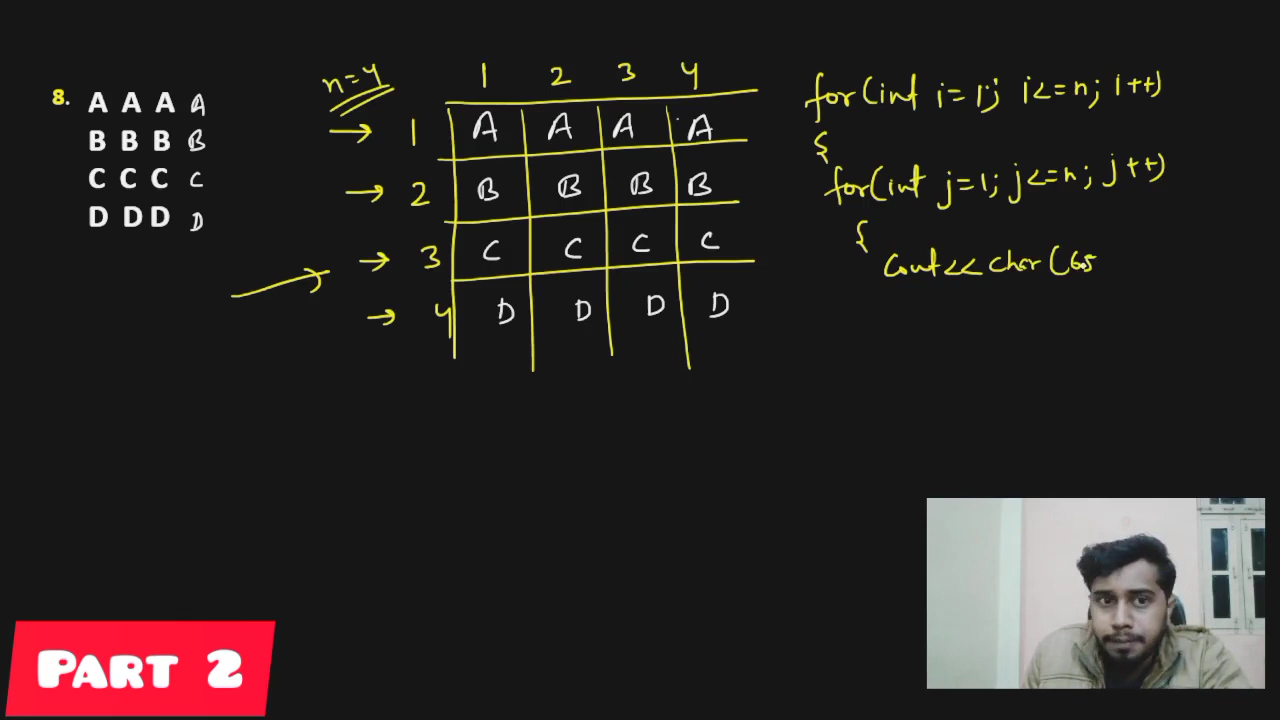 8. A A A A
B B B B
C C C C
D D D D
n=4
1 2 3 4
1 A A A A
2 B B B B
3 C C C C
4 D D D D
for(int i=1; i<=n; i++)
{
for(int j=1; j<=n; j++)
{
cout<<char(65
PART 2